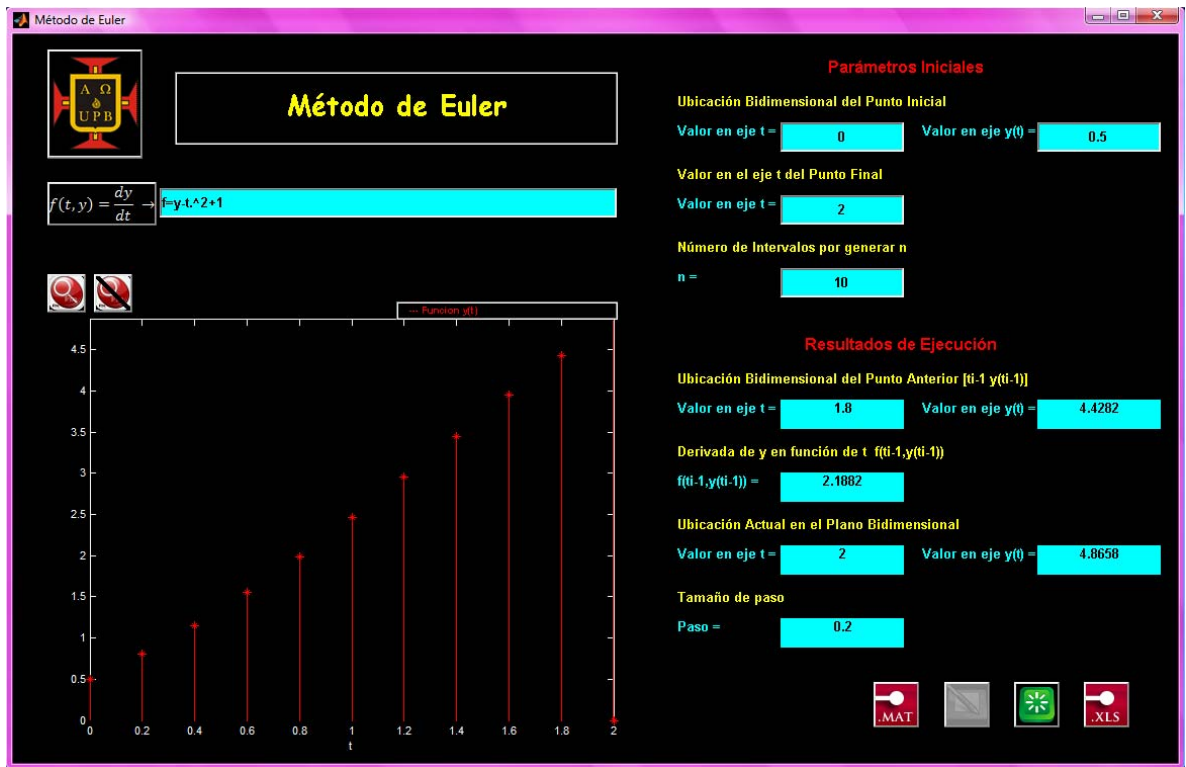 Método de Euler
Α Ω
UPB
Método de Euler
f(t, y) = dy/dt →
f=y-t.^2+1
--- Funcion y(t)
4.5
4
3.5
3
2.5
2
1.5
1
0.5
0
0 0.2 0.4 0.6 0.8 1 1.2 1.4 1.6 1.8 2
t
Parámetros Iniciales
Ubicación Bidimensional del Punto Inicial
Valor en eje t = 0 Valor en eje y(t) = 0.5
Valor en el eje t del Punto Final
Valor en eje t = 2
Número de Intervalos por generar n
n = 10
Resultados de Ejecución
Ubicación Bidimensional del Punto Anterior [ti-1 y(ti-1)]
Valor en eje t = 1.8 Valor en eje y(t) = 4.4282
Derivada de y en función de t f(ti-1,y(ti-1))
f(ti-1,y(ti-1)) = 2.1882
Ubicación Actual en el Plano Bidimensional
Valor en eje t = 2 Valor en eje y(t) = 4.8658
Tamaño de paso
Paso = 0.2
.MAT
.XLS